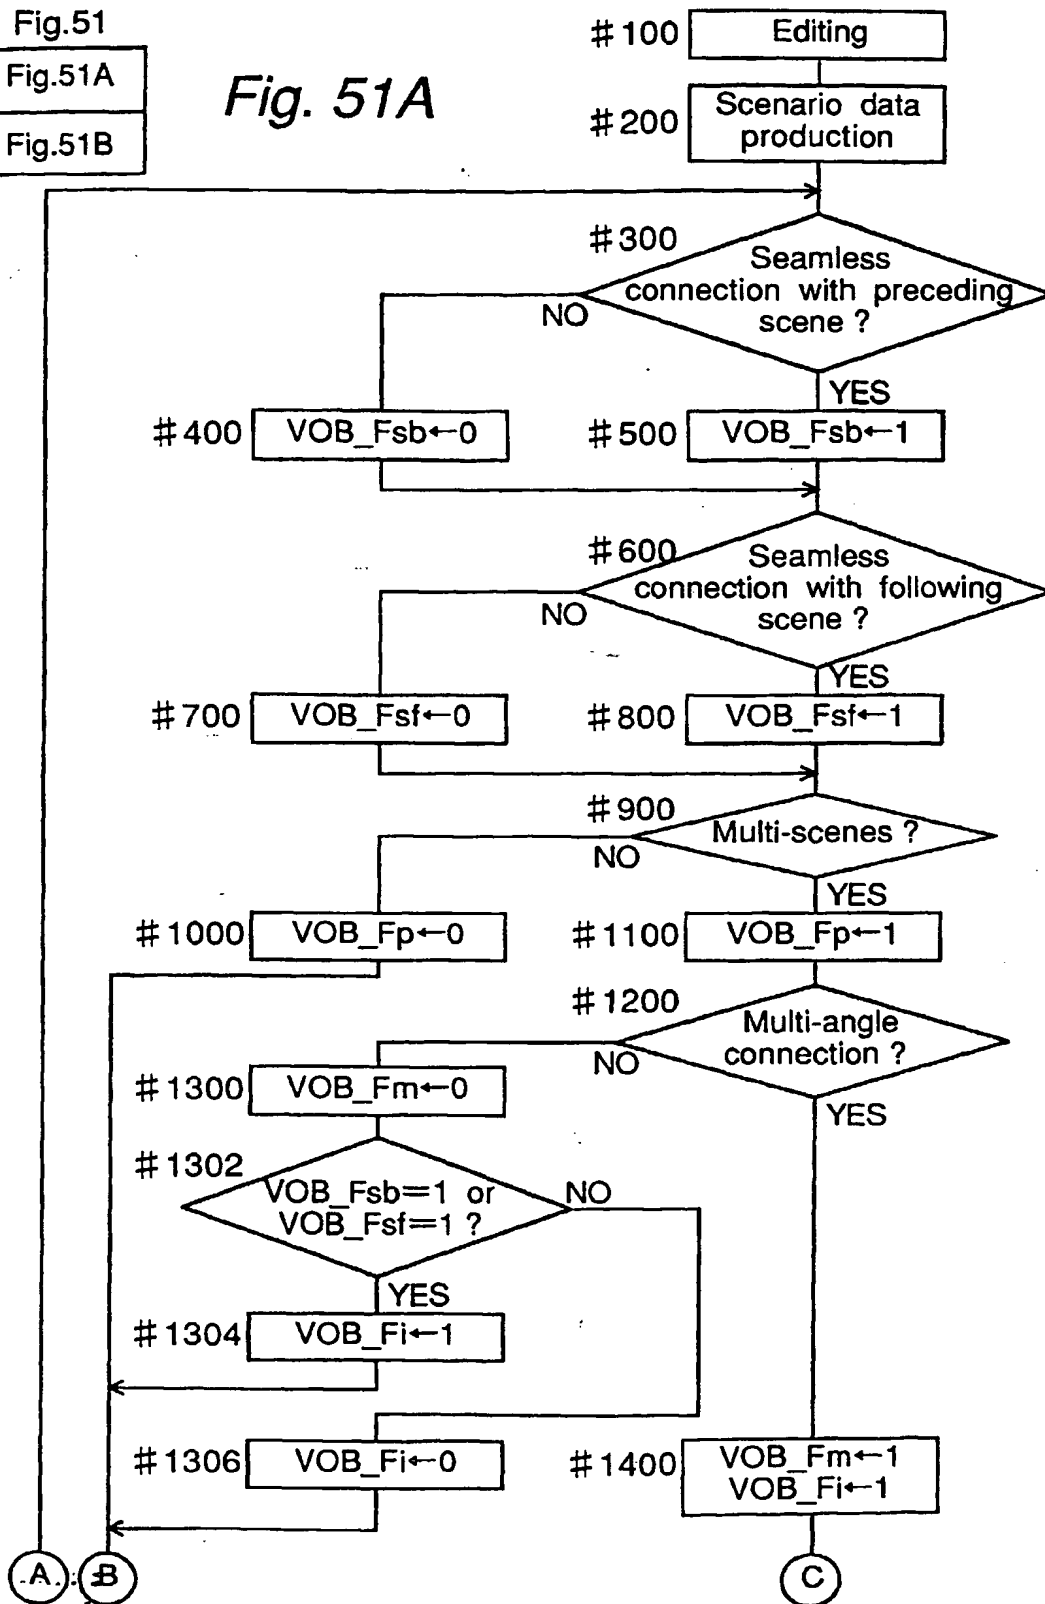 Fig.51
Fig.51A
Fig.51B
Fig. 51A
#100
Editing
#200
Scenario data
production
#300
Seamless
connection with preceding
scene ?
NO
YES
#400
VOB_Fsb←0
#500
VOB_Fsb←1
#600
Seamless
connection with following
scene ?
NO
YES
#700
VOB_Fsf←0
#800
VOB_Fsf←1
#900
Multi-scenes ?
NO
YES
#1000
VOB_Fp←0
#1100
VOB_Fp←1
#1200
Multi-angle
connection ?
NO
YES
#1300
VOB_Fm←0
#1302
VOB_Fsb=1 or
VOB_Fsf=1 ?
NO
YES
#1304
VOB_Fi←1
#1306
VOB_Fi←0
#1400
VOB_Fm←1
VOB_Fi←1
A
B
C